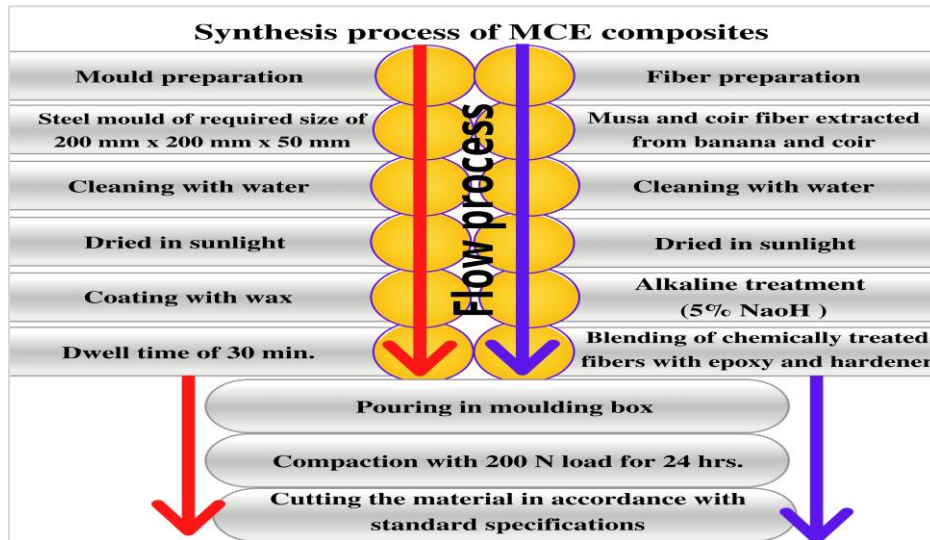 Synthesis process of MCE composites
Mould preparation
Steel mould of required size of
200 mm x 200 mm x 50 mm
Cleaning with water
Dried in sunlight
Coating with wax
Dwell time of 30 min.
Flow process
Fiber preparation
Musa and coir fiber extracted
from banana and coir
Cleaning with water
Dried in sunlight
Alkaline treatment
(5% NaoH )
Blending of chemically treated
fibers with epoxy and hardener
Pouring in moulding box
Compaction with 200 N load for 24 hrs.
Cutting the material in accordance with
standard specifications